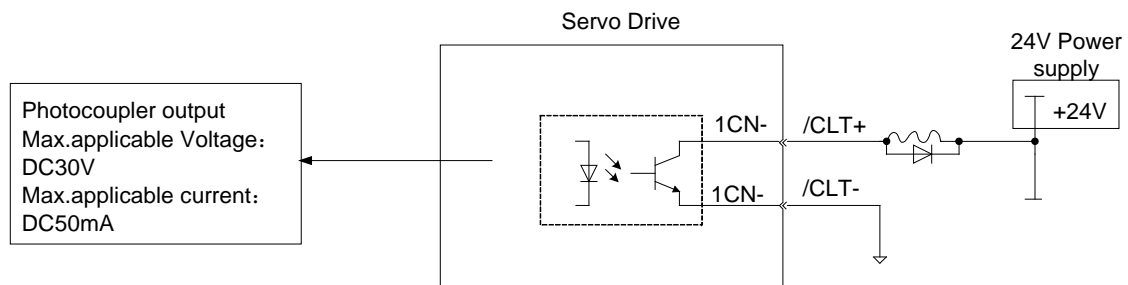 Servo Drive
24V Power
supply
+24V
Photocoupler output
Max.applicable Voltage：
DC30V
Max.applicable current：
DC50mA
1CN-
/CLT+
1CN-
/CLT-